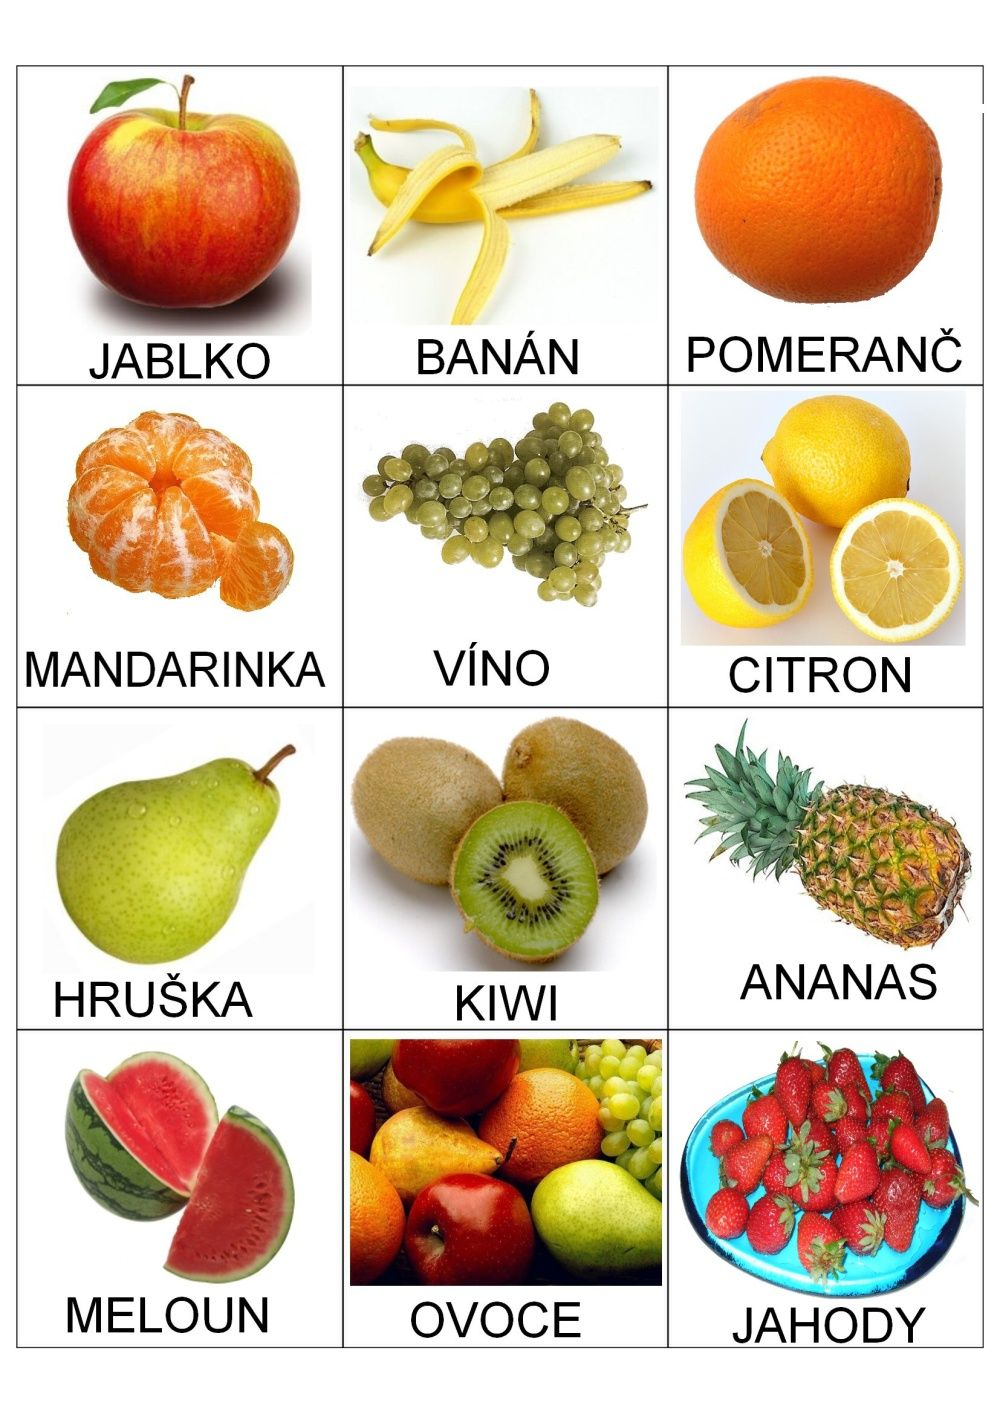 JABLKO
BANÁN
POMERANČ
MANDARINKA
VÍNO
CITRON
HRUŠKA
KIWI
ANANAS
MELOUN
OVOCE
JAHODY